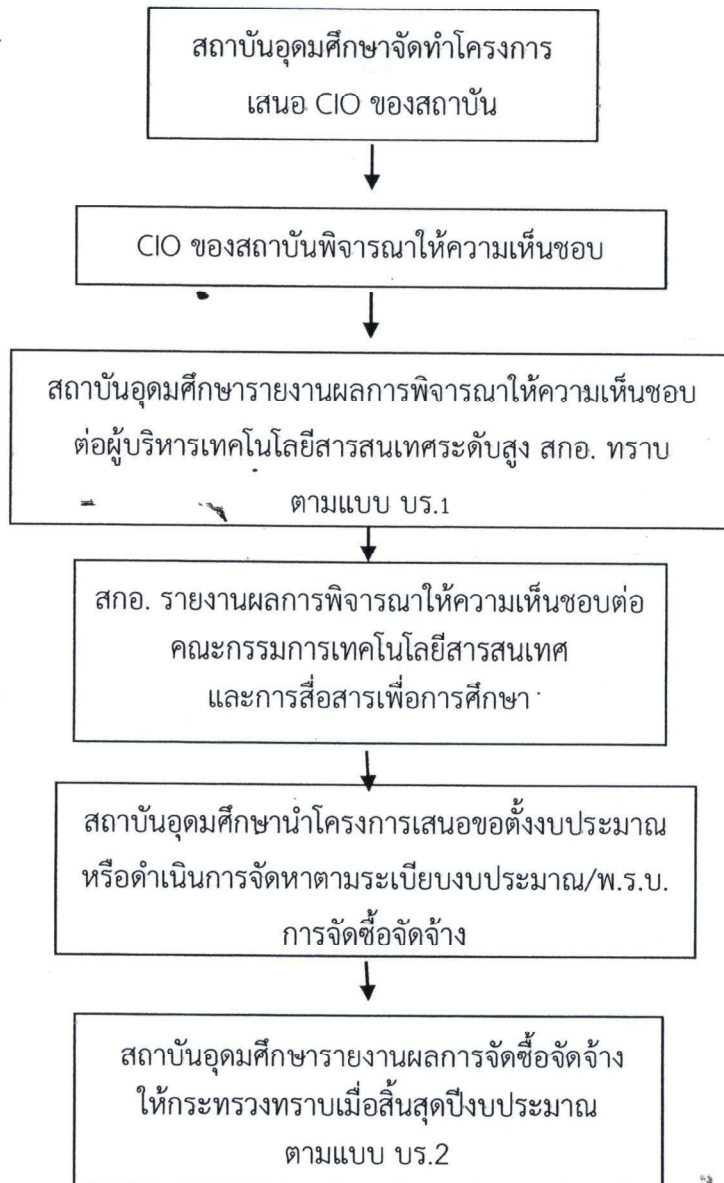 สถาบันอุดมศึกษาจัดทำโครงการ
เสนอ CIO ของสถาบัน
CIO ของสถาบันพิจารณาให้ความเห็นชอบ
สถาบันอุดมศึกษารายงานผลการพิจารณาให้ความเห็นชอบ
ต่อผู้บริหารเทคโนโลยีสารสนเทศระดับสูง สกอ. ทราบ
ตามแบบ บร.1
สกอ. รายงานผลการพิจารณาให้ความเห็นชอบต่อ
คณะกรรมการเทคโนโลยีสารสนเทศ
และการสื่อสารเพื่อการศึกษา
สถาบันอุดมศึกษานำโครงการเสนอขอตั้งงบประมาณ
หรือดำเนินการจัดหาตามระเบียบงบประมาณ/พ.ร.บ.
การจัดซื้อจัดจ้าง
สถาบันอุดมศึกษารายงานผลการจัดซื้อจัดจ้าง
ให้กระทรวงทราบเมื่อสิ้นสุดปีงบประมาณ
ตามแบบ บร.2